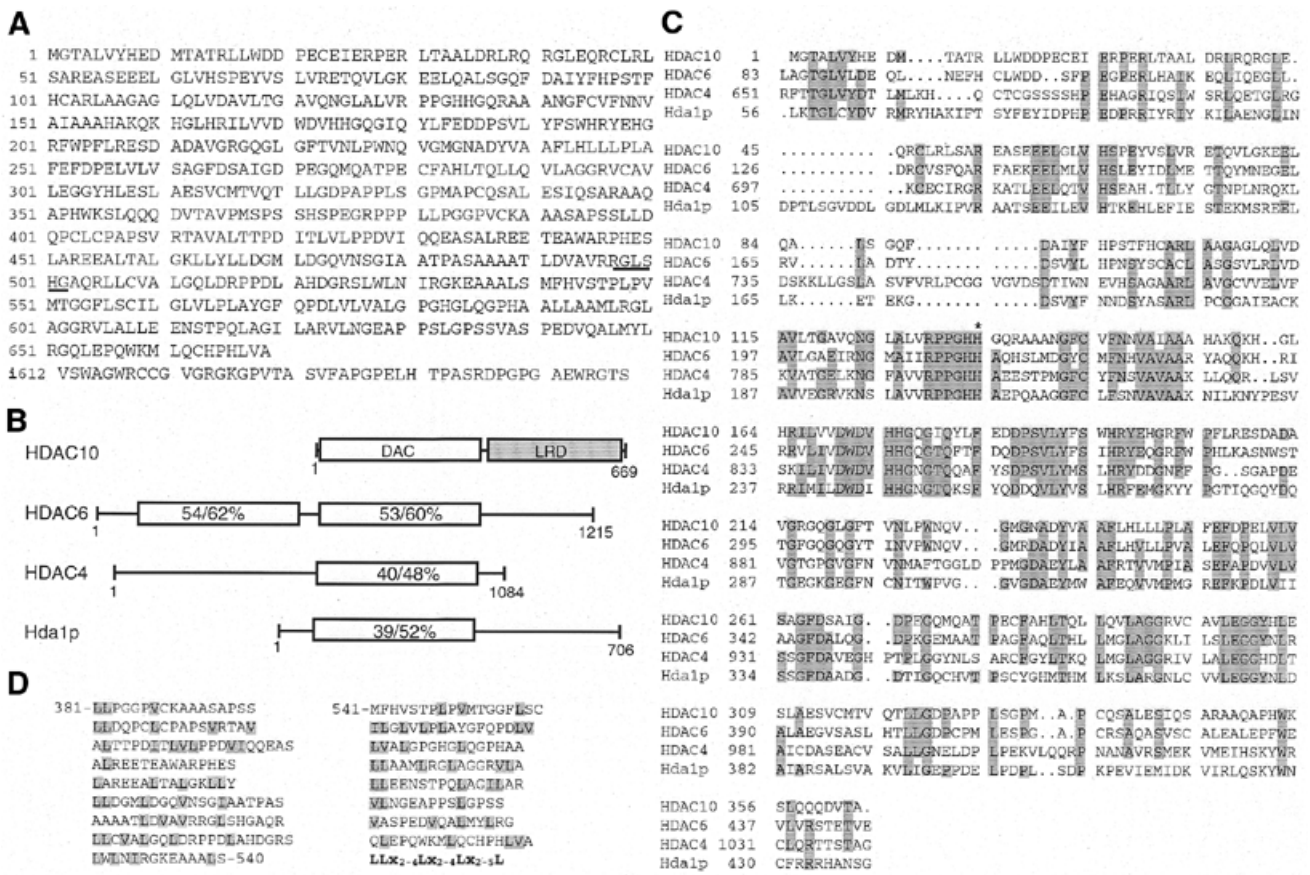 A
1 MGTALVYHED MTATRLLWDD PECEIERPER LTAALDRLRQ RGLEQRCLRL
51 SAREASEEEL GLVHSPEYVS LVRETQVLGK EELQALSGQF DAIYFHPSTF
101 HCARLAAGAG LQLVDAVLTG AVQNGLALVR PPGHHGQRAA ANGFCVFNNV
151 AIAAAHAKQK HGLHRILVVD WDVHHGQGIQ YLFEDDPSVL YFSWHRYEHG
201 RFWPFLRESD ADAVGRGQGL GFTVNLPWNQ VGMGNADYVA AFLHLLLPLA
251 FEFDPELVLV SAGFDSAIGD PEGQMQATPE CFAHLTQLLQ VLAGGRVCAV
301 LEGGYHLESL AESVCMTVQT LLGDPAPPLS GPMAPCQSAL ESIQSARAAQ
351 APHWKSLQQQ DVTAVPMSPS SHSPEGRPPP LLPGGPVCKA AASAPSSLLD
401 QPCLCPAPSV RTAVALTTPD ITLVLPPDVI QQEASALREE TEAWARPHES
451 LAREEALTAL GKLLYLLDGM LDGQVNSGIA ATPASAAAAT LDVAVRRGLS
501 HGAQRLLCVA LGQLDRPPDL AHDGRSLWLN IRGKEAAALS MFHVSTPLPV
551 MTGGFLSCIL GLVLPLAYGF QPDLVLVALG PGHGLQGPHA ALLAAMLRGL
601 AGGRVLALLE ENSTPQLAGI LARVLNGEAP PSLGPSSVAS PEDVQALMYL
651 RGQLEPQWKM LQCHPHLVA
i612 VSWAGWRCCG VGRGKGPVTA SVFAPGPELH TPASRDPGPG AEWRGTS
B
HDAC10 DAC LRD
1 669
HDAC6 54/62% 53/60%
1 1215
HDAC4 40/48%
1 1084
Hda1p 39/52%
1 706
C
HDAC10 1 MGTALVYHE DM....TATR LLWDDPECEI ERPERLTAAL DRLRQRGLE.
HDAC6 83 LAGTGLVLDE QL....NEFH CLWDD..SFP EGPERLHAIK EQLIQEGLL
HDAC4 651 RFTTGLVYDT LMLKH...Q CTCGSSSSHP EHAGRIQSIW SRLQETGLRG
Hda1p 56 .LKTGLCYDV RMRYHAKIFT SYFEYIDPHP EDPRRIYRIY KILAENGLIN
HDAC10 45 .......... .QRCLRLSAR EASEEELGLV HSPEYVSLVR ETQVLGKEEL
HDAC6 126 .......... .DRCVSFQAR FAEKEELMLV HSLEYIDLME TTQYMNEGEL
HDAC4 697 .......... .KCECIRGR KATLEELQTV HSEAH.TLLY GTNPLNRQKL
Hda1p 105 DPTLSGVDDL GDLMLKIPVR AATSEEILEV HTKEHLEFIE STEKMSREEL
HDAC10 84 QA......LS GQF....... .......... DAIYF HPSTFHCARL AAGAGLQLVD
HDAC6 165 RV......LA DTY....... .......... DSVYL HPNSYSCACL ASGSVLRLVD
HDAC4 735 DSKKLLGSLA SVFVRLPCGG VGVDSDTIWN EVHSAGAARL AVGCVVELVF
Hda1p 165 LK......ET EKG....... .......... DSVYF NNDSYASARL PCGGAIEACK
*
HDAC10 115 AVLTGAVQNG LALVRPPGHH GQRAAANGFC VFNNVAIAAA HAKQKH..GL
HDAC6 197 AVLGAEIRNG MAIIRPPGHH AQHSLMDGYC MFNHVAVAAR YAQQKH..RI
HDAC4 785 KVATGELKNG FAVVRPPGHH AEESTPMGFC YFNSVAVAAK LLQQR..LSV
Hda1p 187 AVVEGRVKNS LAVVRPPGHH AEPQAAGGFC LFSNVAVAAK NILKNYPESV
HDAC10 164 HRILVVDWDV HHGQGIQYLF EDDPSVLYFS WHRYEHGRFW PFLRESDADA
HDAC6 245 RRVLIVDWDV HHGQGTQFTF DQDPSVLYFS IHRYEQGRFW PHLKASNWST
HDAC4 833 SKILIVDWDV HHGNGTQQAF YSDPSVLYMS LHRYDDGNFF PG..SGAPDE
Hda1p 237 RRIMILDWDI HHGNGTQKSF YQDDQVLYVS LHRFEMGKYY PGTIQGQYDQ
HDAC10 214 VGRGQGLGFT VNLPWNQV.. GMGNADYVAA FLHLLLPLAF EFDPELVLV
HDAC6 295 TGFGQGQGYT INVPWNQV.. GMRDADYIAA FLHVLLPVAL EFQPQLVLV
HDAC4 881 VGTGPGVGFN VNMAFTGGLD PPMGDAEYLA AFRTVVMPIA SEFAPDVVLV
Hda1p 287 TGEGKGEGFN CNITWPVG.. GVGDAEYMWA FEQVVMPMGR EFKPDLVII
HDAC10 261 SAGFDSAIG. .DPEGQMQAT PECFAHLTQL LQVLAGGRVC AVLEGGYHLE
HDAC6 342 AAGFDALQG. .DPKGEMAAT PAGFAQLTHL LMGLAGGKLI LSLEGGYNLR
HDAC4 931 SSGFDAVEGH PTPLGGYNLS ARCFGYLTKQ LMGLAGGRIV LALEGGHDLT
Hda1p 334 SSGFDAADG. .DTIGQCHVT PSCYGHMTHM LKSLARGNLC VVLEGGYNLD
HDAC10 309 SLAESVCMTV QTLLGDPAPP LSGPM..A.P CQSALESIQS ARAAQAPHWK
HDAC6 390 ALAEGVSASL HTLLGDPCPM LESPG..A.P CRSAQASVSC ALEALEPFWE
HDAC4 981 AICDASEACV SALLGNELDP LPEKVLQQRP NANAVRSMEK VMEIHSKYWR
Hda1p 382 AIARSALSVA KVLIGEPPDE LPDPL..SDP KPEVIEMIDK VIRLQSKYWN
HDAC10 356 SLQQQDVTA.
HDAC6 437 VLVRSTETVE
HDAC4 1031 CLQRTTSTAG
Hda1p 430 CFRRRHANSG
D
381-LLPGGPVCKAAASAPSS
LLDQPCLCPAPSVRTAV
ALTTPDITLVLPPDVIQQEAS
ALREETEAWARPHES
LAREEALTALGKLLY
LLDGMLDGQVNSGIAATPAS
AAAATLDVAVRRGLSHGAQR
LLCVALGQLDRPPDLAHDGRS
LWLNIRGKEAAALS-540
541-MFHVSTPLPVMTGGFLSC
ILGLVLPLAYGFQPDLV
LVALGPGHGLQGPHAA
LLAAMLRGLAGGRVLA
LLEENSTPQLAGILAR
VLNGEAPPSLGPSS
VASPEDVQALMYLRG
QLEPQWKMLQCHPHLVA
LLx2-4Lx2-4Lx2-5L